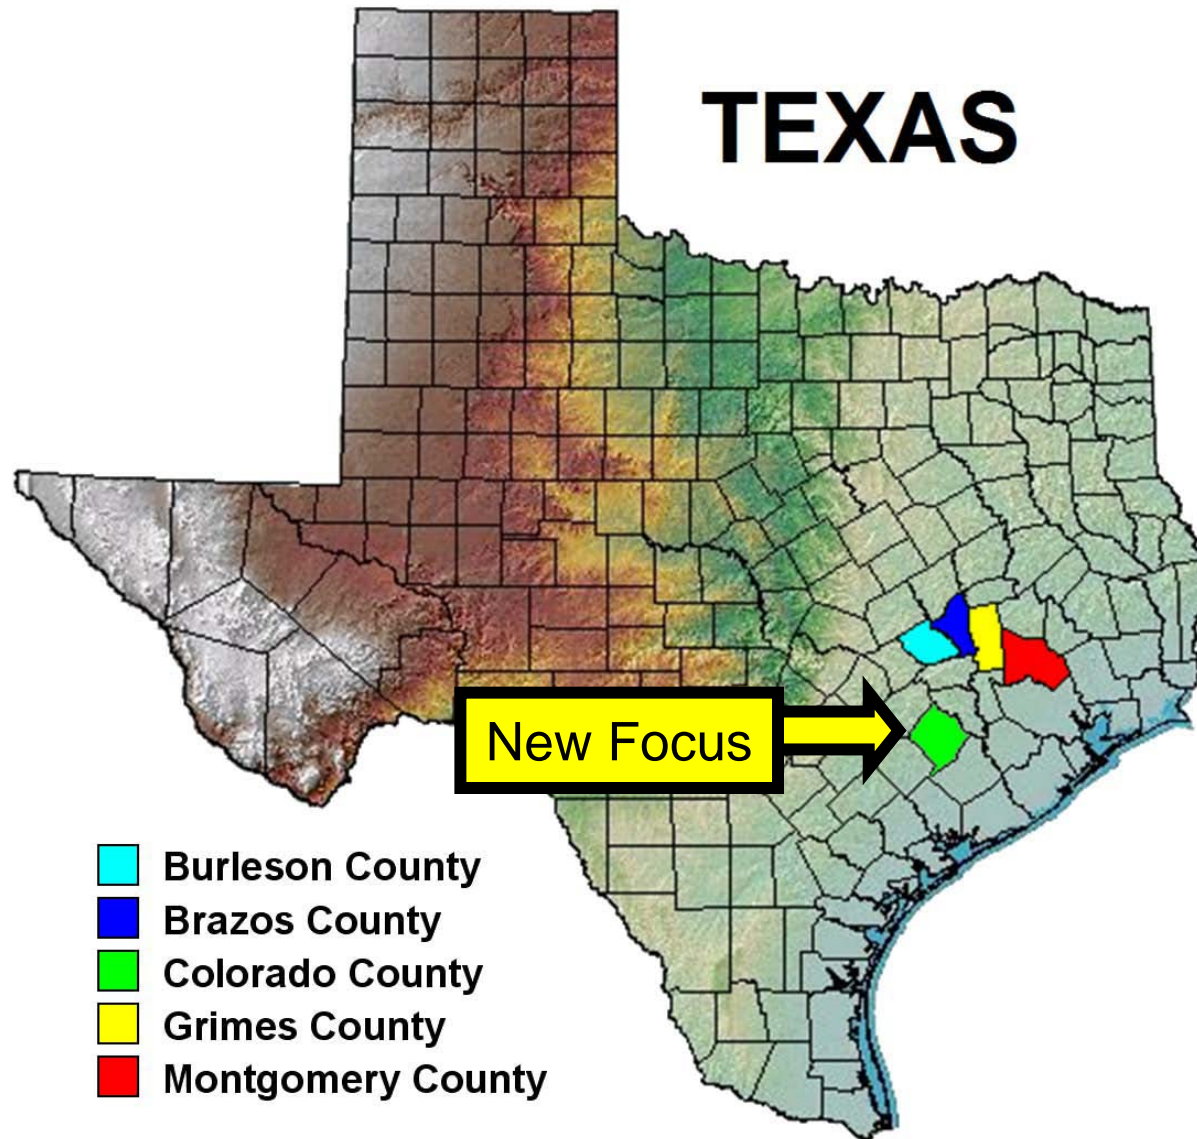 TEXAS
New Focus
Burleson County
Brazos County
Colorado County
Grimes County
Montgomery County